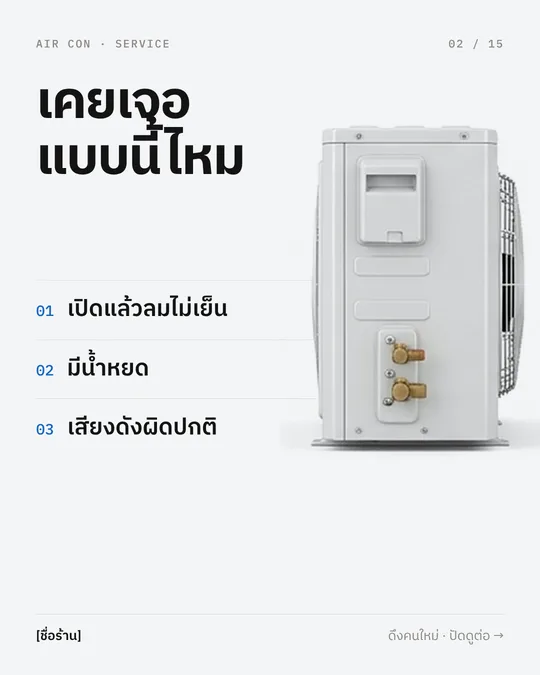 AIR CON · SERVICE
02 / 15
เคยเจอ
แบบนี้ไหม
01 เปิดแล้วลมไม่เย็น
02 มีน้ำหยด
03 เสียงดังผิดปกติ
[ชื่อร้าน]
ดึงคนใหม่ · ปัดดูต่อ →